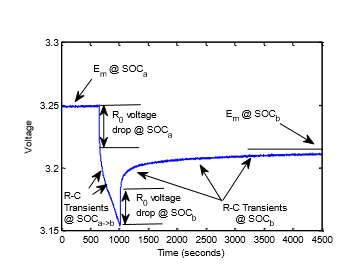 3.3
E_m @ SOC_a
3.25
R_0 voltage
drop @ SOC_a
E_m @ SOC_b
Voltage
3.2
R-C
Transients
@ SOC_a->b
R_0 voltage
drop @ SOC_b
R-C Transients
@ SOC_b
3.15
0 500 1000 1500 2000 2500 3000 3500 4000 4500
Time (seconds)